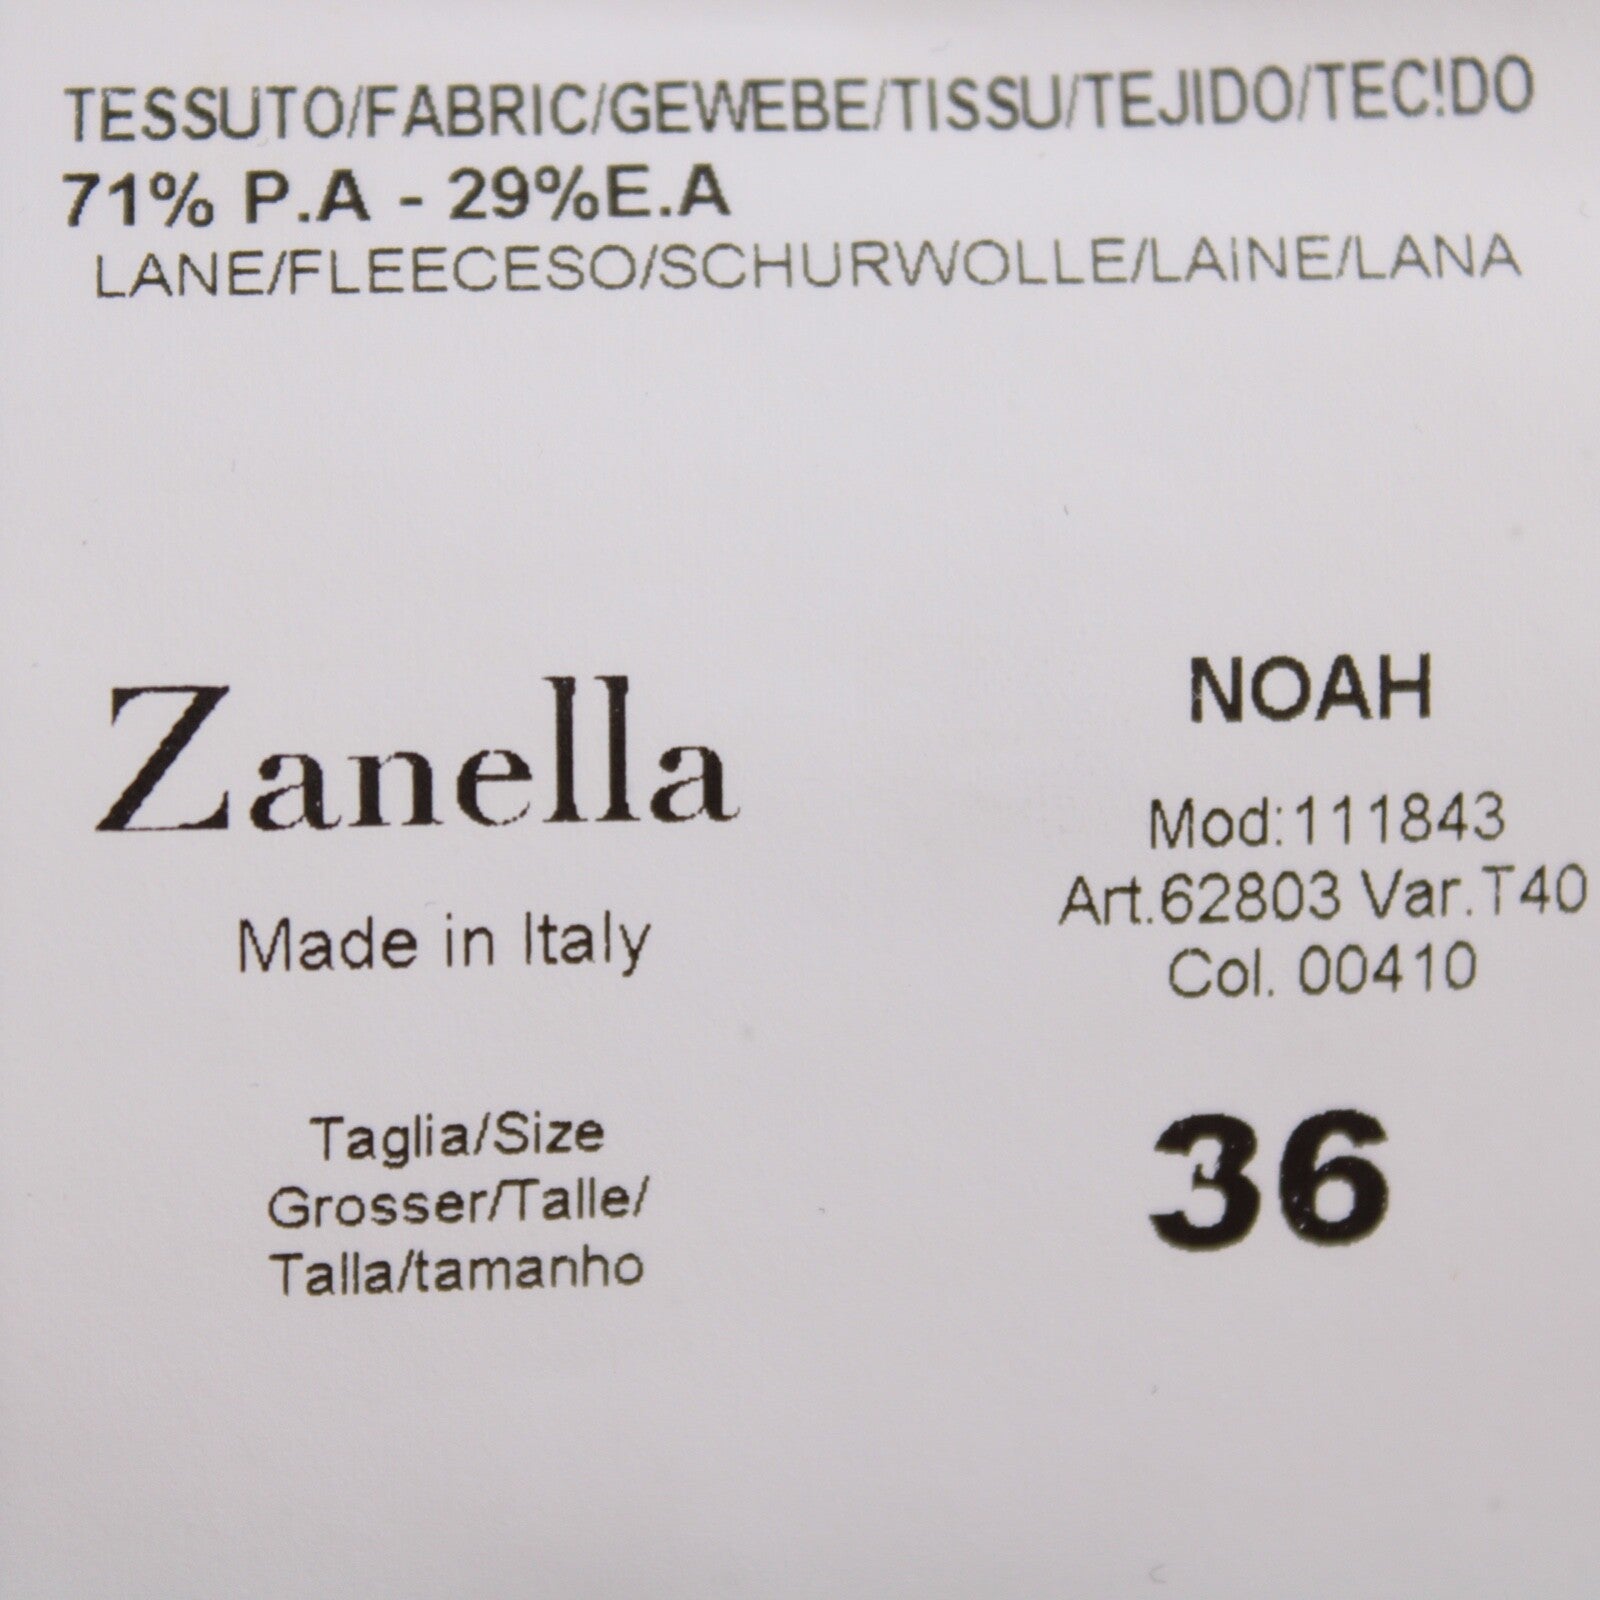 TESSUTO/FABRIC/GEWEBE/TISSU/TEJIDO/TEC!DO
71% P.A - 29%E.A
LANE/FLEECESO/SCHURWOLLE/LAINE/LANA
Zanella
Made in Italy
Taglia/Size
Grosser/Talle/
Talla/tamanho
NOAH
Mod:111843
Art.62803 Var.T40
Col. 00410
36